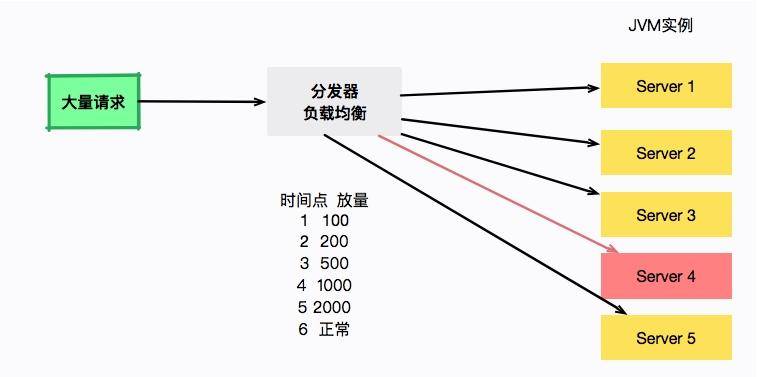 JVM实例
大量请求
分发器
负载均衡
Server 1
Server 2
Server 3
Server 4
Server 5
时间点 放量
1 100
2 200
3 500
4 1000
5 2000
6 正常